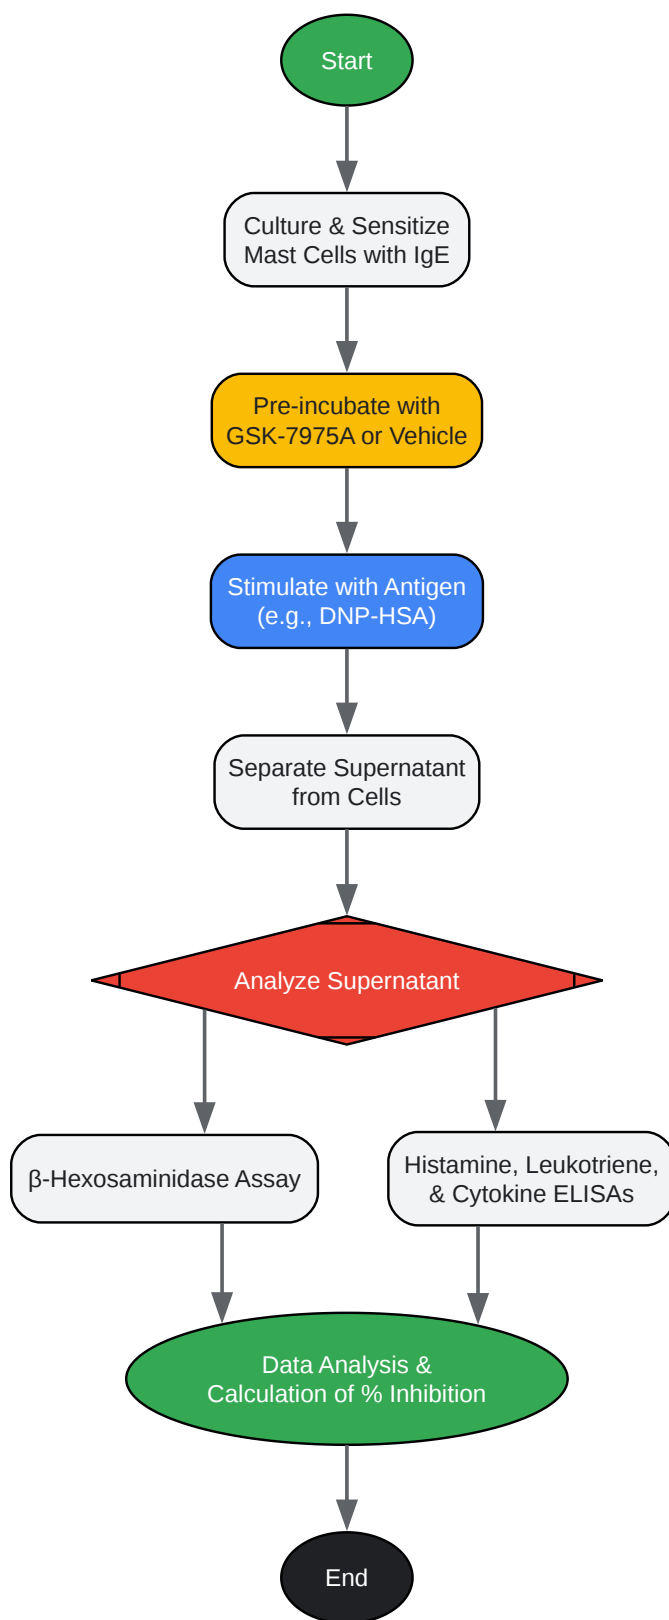 Start
Culture & Sensitize
Mast Cells with IgE
Pre-incubate with
GSK-7975A or Vehicle
Stimulate with Antigen
(e.g., DNP-HSA)
Separate Supernatant
from Cells
Analyze Supernatant
β-Hexosaminidase Assay
Histamine, Leukotriene,
& Cytokine ELISAs
Data Analysis &
Calculation of % Inhibition
End